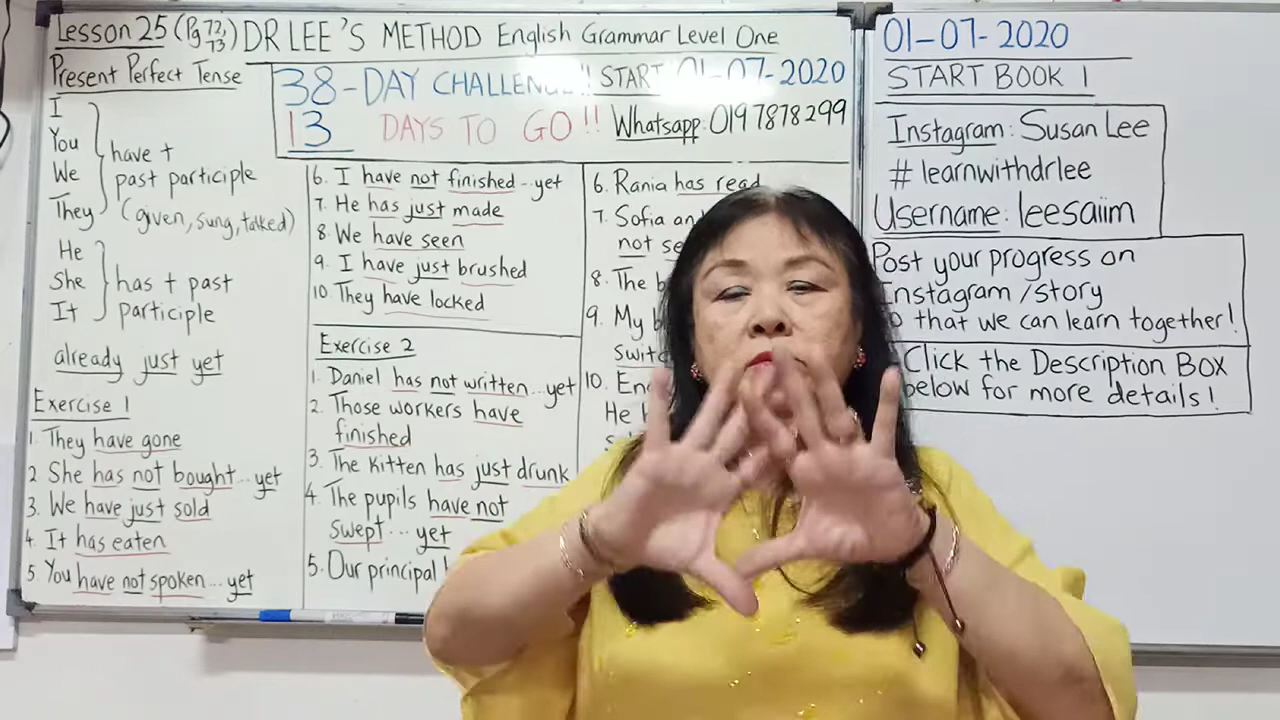 Lesson 25 (Pg 72, 73) DR LEE'S METHOD English Grammar Level One
Present Perfect Tense
38-DAY CHALLENGE!! START 01-07-2020
13 DAYS TO GO!! Whatsapp: 019 7878 299
I
You
We
They
have +
past participle
(given, sung, talked)
He
She
It
has + past
participle
already just yet
Exercise 1
1. They have gone
2 She has not bought...yet
3. We have just sold
4. It has eaten
5. You have not spoken...yet
6. I have not finished...yet
7. He has just made
8. We have seen
9. I have just brushed
10. They have locked
Exercise 2
1. Daniel has not written...yet
2. Those workers have
finished
3. The kitten has just drunk
4. The pupils have not
swept...yet
5. Our principal
6. Rania has read
7. Sofia
not
8. The
9. My
10.
He
01-07-2020
START BOOK 1
Instagram: Susan Lee
# learnwithdrlee
Username: leesaiim
Post your progress on
Instagram /story
that we can learn together!
Click the Description Box
below for more details!